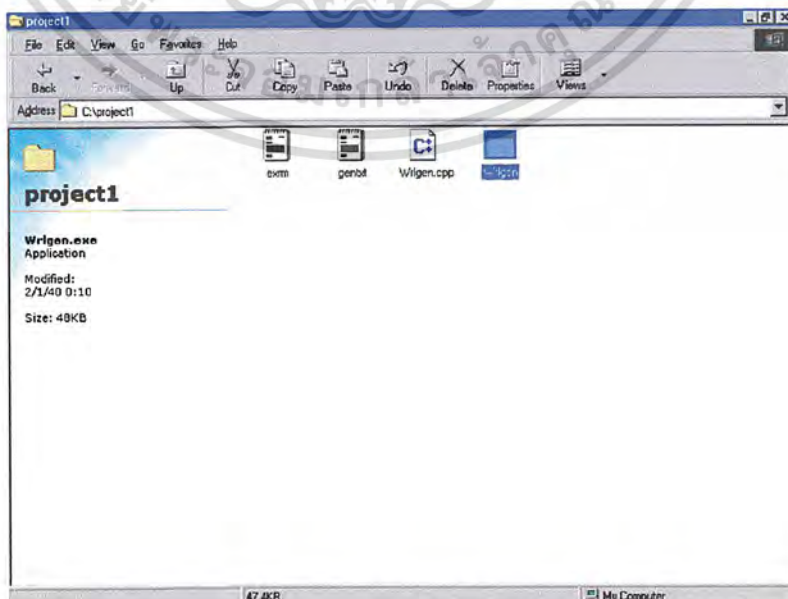 project1
File Edit View Go Favorites Help
Back Forward Up Cut Copy Paste Undo Delete Properties Views
Address C:\project1
exrm genbit Wrlgen.cpp Wrlgen
project1
Wrlgen.exe
Application
Modified:
2/1/40 0:10
Size: 48KB
47.4KB My Computer